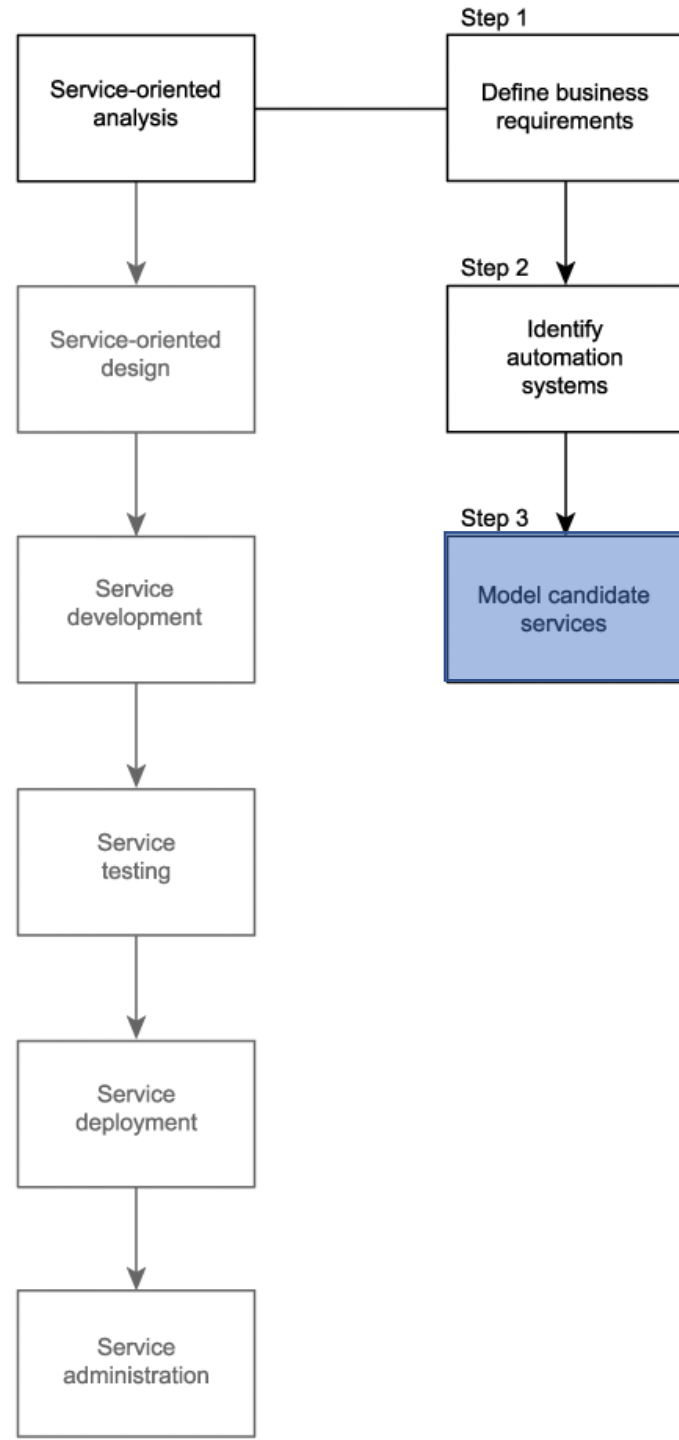 Step 1
Service-oriented
analysis
Define business
requirements
Step 2
Service-oriented
design
Identify
automation
systems
Step 3
Service
development
Model candidate
services
Service
testing
Service
deployment
Service
administration